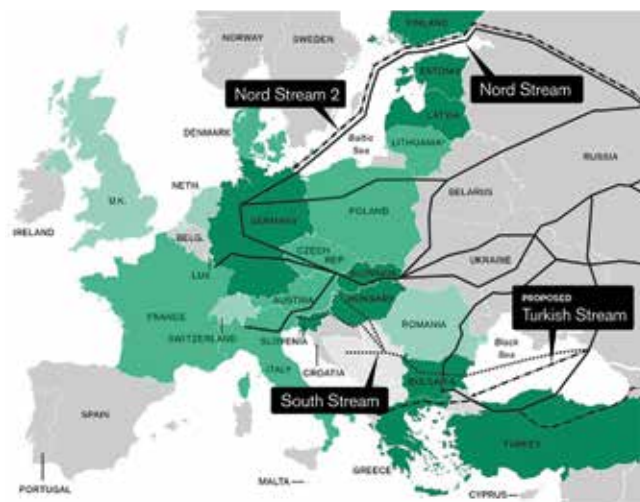 NORWAY
SWEDEN
FINLAND
Nord Stream 2
Nord Stream
ESTONIA
LATVIA
DENMARK
Baltic
Sea
LITHUANIA
RUSSIA
NETH.
U.K.
IRELAND
BELG.
GERMANY
POLAND
BELARUS
LUX.
CZECH
REP.
UKRAINE
SLOVAKIA
FRANCE
AUSTRIA
HUNGARY
SWITZERLAND
SLOVENIA
ROMANIA
PROPOSED
Turkish Stream
Black
Sea
CROATIA
ITALY
BULGARIA
SPAIN
South Stream
TURKEY
PORTUGAL
MALTA
GREECE
CYPRUS